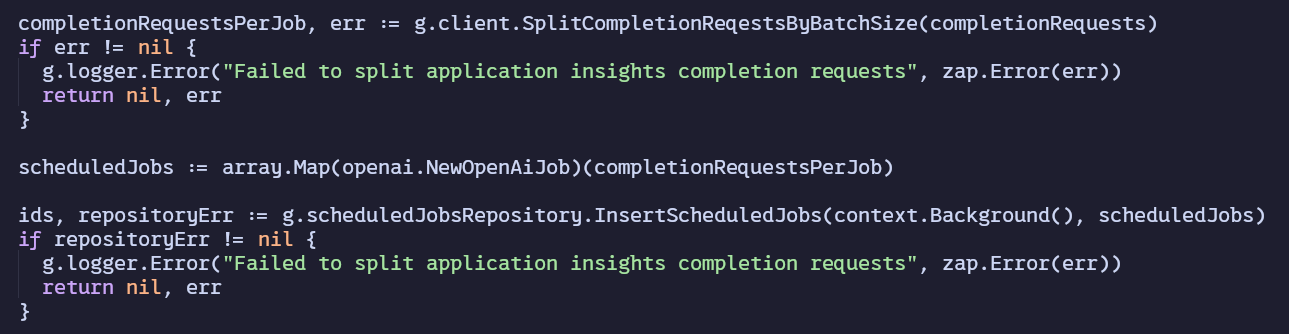 completionRequestsPerJob, err := g.client.SplitCompletionReqestsByBatchSize(completionRequests)
if err != nil {
  g.logger.Error("Failed to split application insights completion requests", zap.Error(err))
  return nil, err
}

scheduledJobs := array.Map(openai.NewOpenAiJob)(completionRequestsPerJob)

ids, repositoryErr := g.scheduledJobsRepository.InsertScheduledJobs(context.Background(), scheduledJobs)
if repositoryErr != nil {
  g.logger.Error("Failed to split application insights completion requests", zap.Error(err))
  return nil, err
}